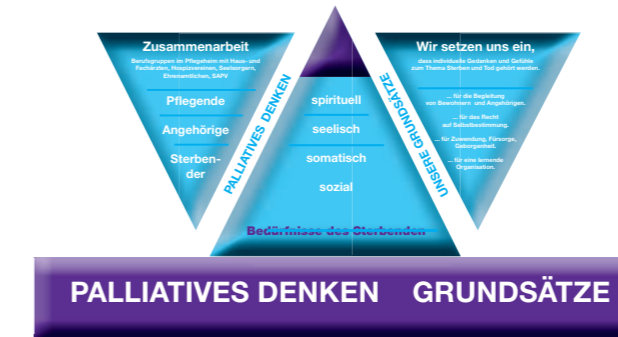 Zusammenarbeit
Berufsgruppen im Pflegeheim mit Haus- und
Fachärzten, Hospizvereinen, Seelsorgern,
Ehrenamtlichen, SAPV
Pflegende
Angehörige
Sterben-
der
PALLIATIVES DENKEN
spirituell
seelisch
somatisch
sozial
Bedürfnisse des Sterbenden
UNSERE GRUNDSÄTZE
Wir setzen uns ein,
dass individuelle Gedanken und Gefühle
zum Thema Sterben und Tod gehört werden.
... für die Begleitung
von Bewohnern und Angehörigen.
... für das Recht
auf Selbstbestimmung.
... für Zuwendung, Fürsorge,
Geborgenheit.
... für eine lernende
Organisation.
PALLIATIVES DENKEN GRUNDSÄTZE